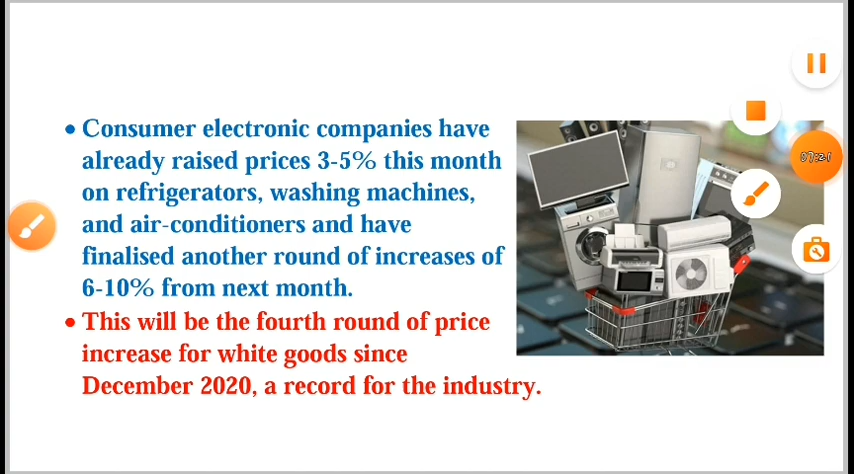 • Consumer electronic companies have
already raised prices 3-5% this month
on refrigerators, washing machines,
and air-conditioners and have
finalised another round of increases of
6-10% from next month.
• This will be the fourth round of price
increase for white goods since
December 2020, a record for the industry.
07:21